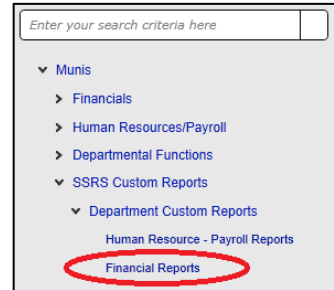 Enter your search criteria here
Munis
Financials
Human Resources/Payroll
Departmental Functions
SSRS Custom Reports
Department Custom Reports
Human Resource - Payroll Reports
Financial Reports